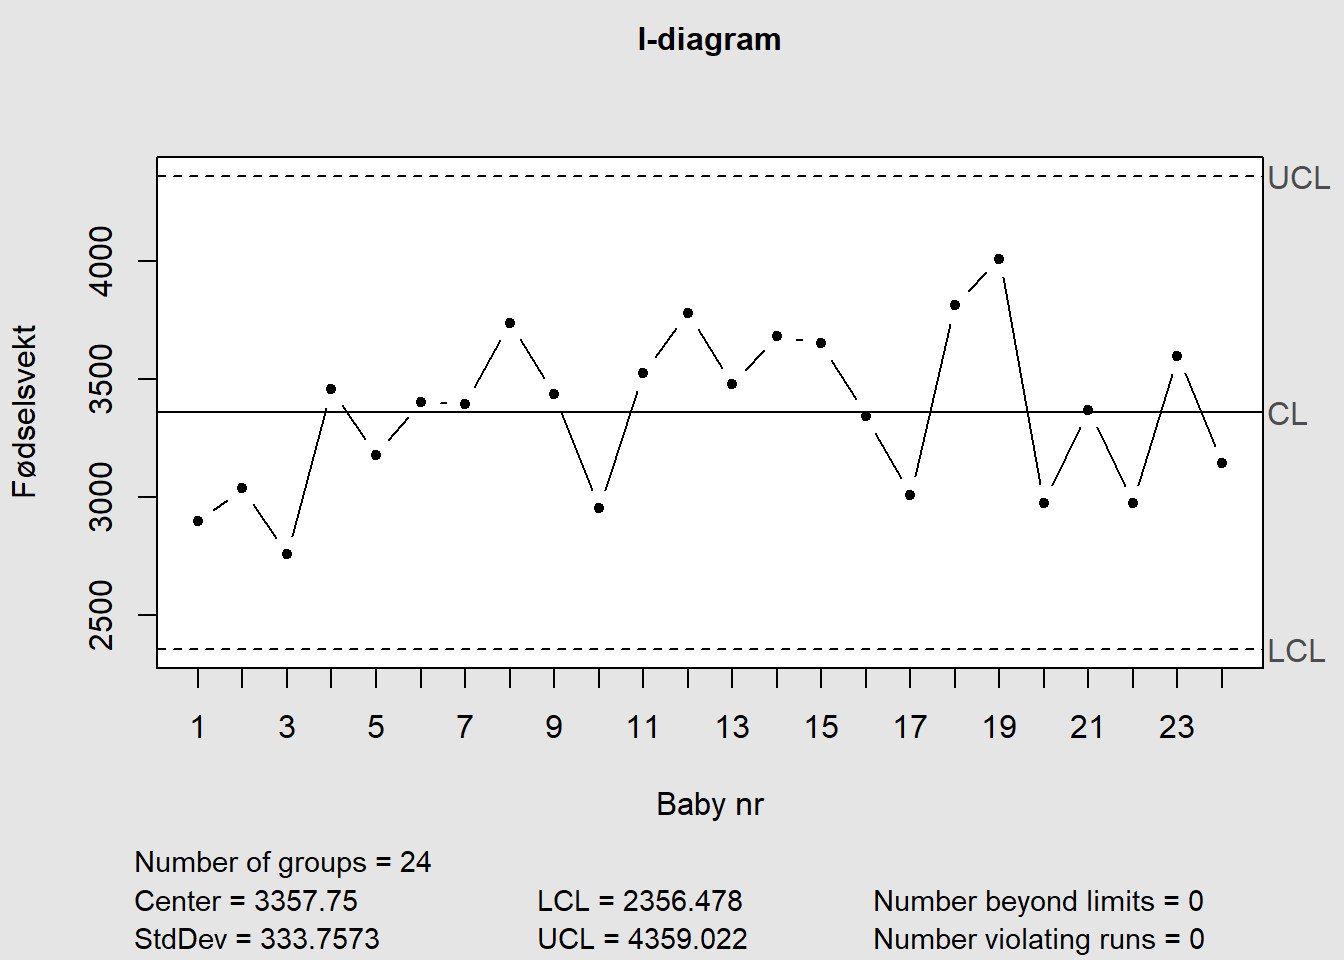 I-diagram
UCL
CL
LCL
Fødselsvekt
4000
3500
3000
2500
1 3 5 7 9 11 13 15 17 19 21 23
Baby nr
Number of groups = 24
Center = 3357.75 LCL = 2356.478 Number beyond limits = 0
StdDev = 333.7573 UCL = 4359.022 Number violating runs = 0